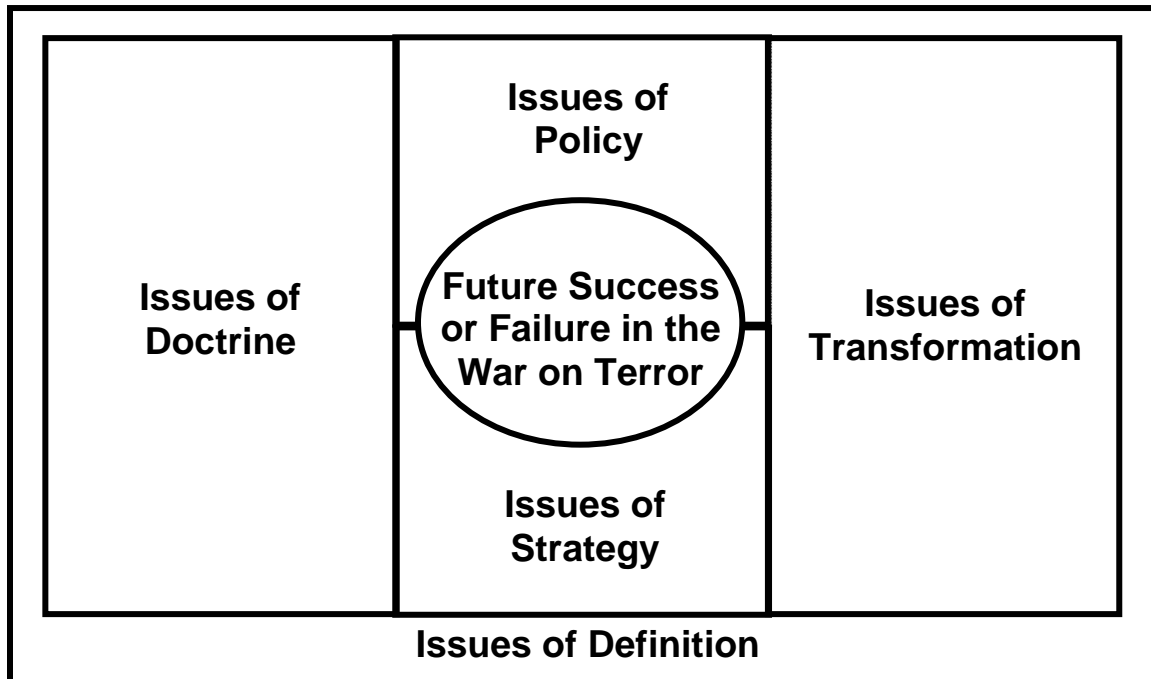 Issues of
Policy
Issues of
Doctrine
Future Success
or Failure in the
War on Terror
Issues of
Transformation
Issues of
Strategy
Issues of Definition